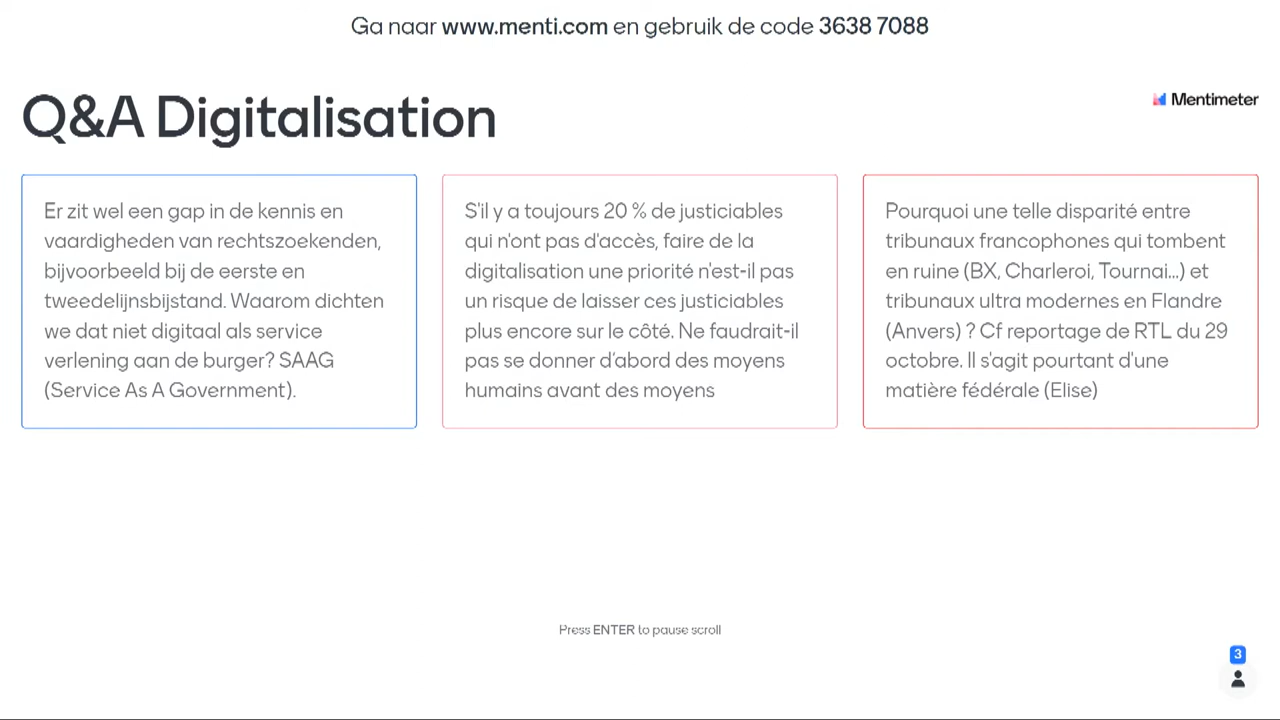 Ga naar www.menti.com en gebruik de code 3638 7088
Q&A Digitalisation
Mentimeter
Er zit wel een gap in de kennis en
vaardigheden van rechtszoekenden,
bijvoorbeeld bij de eerste en
tweedelijnsbijstand. Waarom dichten
we dat niet digitaal als service
verlening aan de burger? SAAG
(Service As A Government).
S'il y a toujours 20 % de justiciables
qui n'ont pas d'accès, faire de la
digitalisation une priorité n'est-il pas
un risque de laisser ces justiciables
plus encore sur le côté. Ne faudrait-il
pas se donner d'abord des moyens
humains avant des moyens
Pourquoi une telle disparité entre
tribunaux francophones qui tombent
en ruine (BX, Charleroi, Tournai...) et
tribunaux ultra modernes en Flandre
(Anvers) ? Cf reportage de RTL du 29
octobre. Il s'agit pourtant d'une
matière fédérale (Elise)
Press ENTER to pause scroll
3